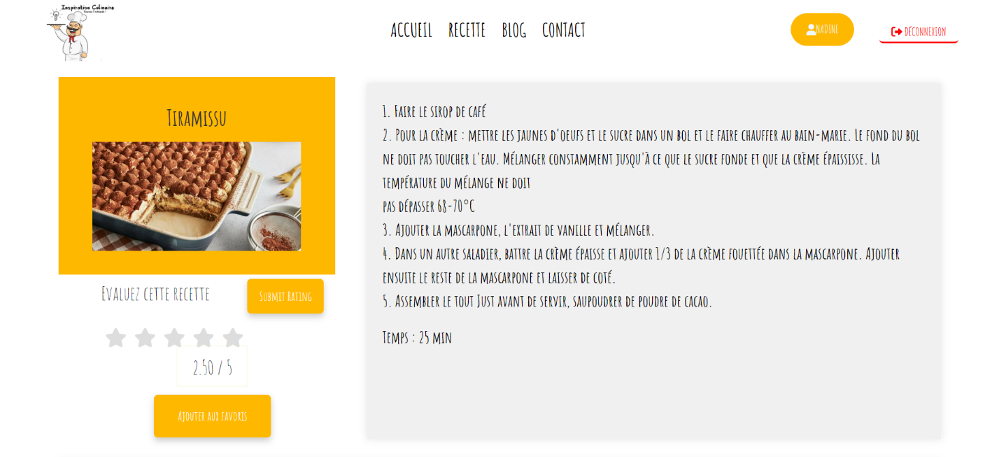 Inspiration Culinaire
ACCUEIL RECETTE BLOG CONTACT
NADINE
DÉCONNEXION
Tiramissu
Evaluez cette recette
Submit Rating
2.50 / 5
Ajouter aux favoris
1. Faire le sirop de café
2. Pour la crème : mettre les jaunes d'oeufs et le sucre dans un bol et le faire chauffer au bain-marie. Le fond du bol
ne doit pas toucher l'eau. Mélanger constamment jusqu'à ce que le sucre fonde et que la crème épaississe. La
température du mélange ne doit
pas dépasser 68-70°C
3. Ajouter la mascarpone, l'extrait de vanille et mélanger.
4. Dans un autre saladier, battre la crème épaisse et ajouter 1/3 de la crème fouettée dans la mascarpone. Ajouter
ensuite le reste de la mascarpone et laisser de coté.
5. Assembler le tout Just avant de servir, saupoudrer de poudre de cacao.
Temps : 25 min